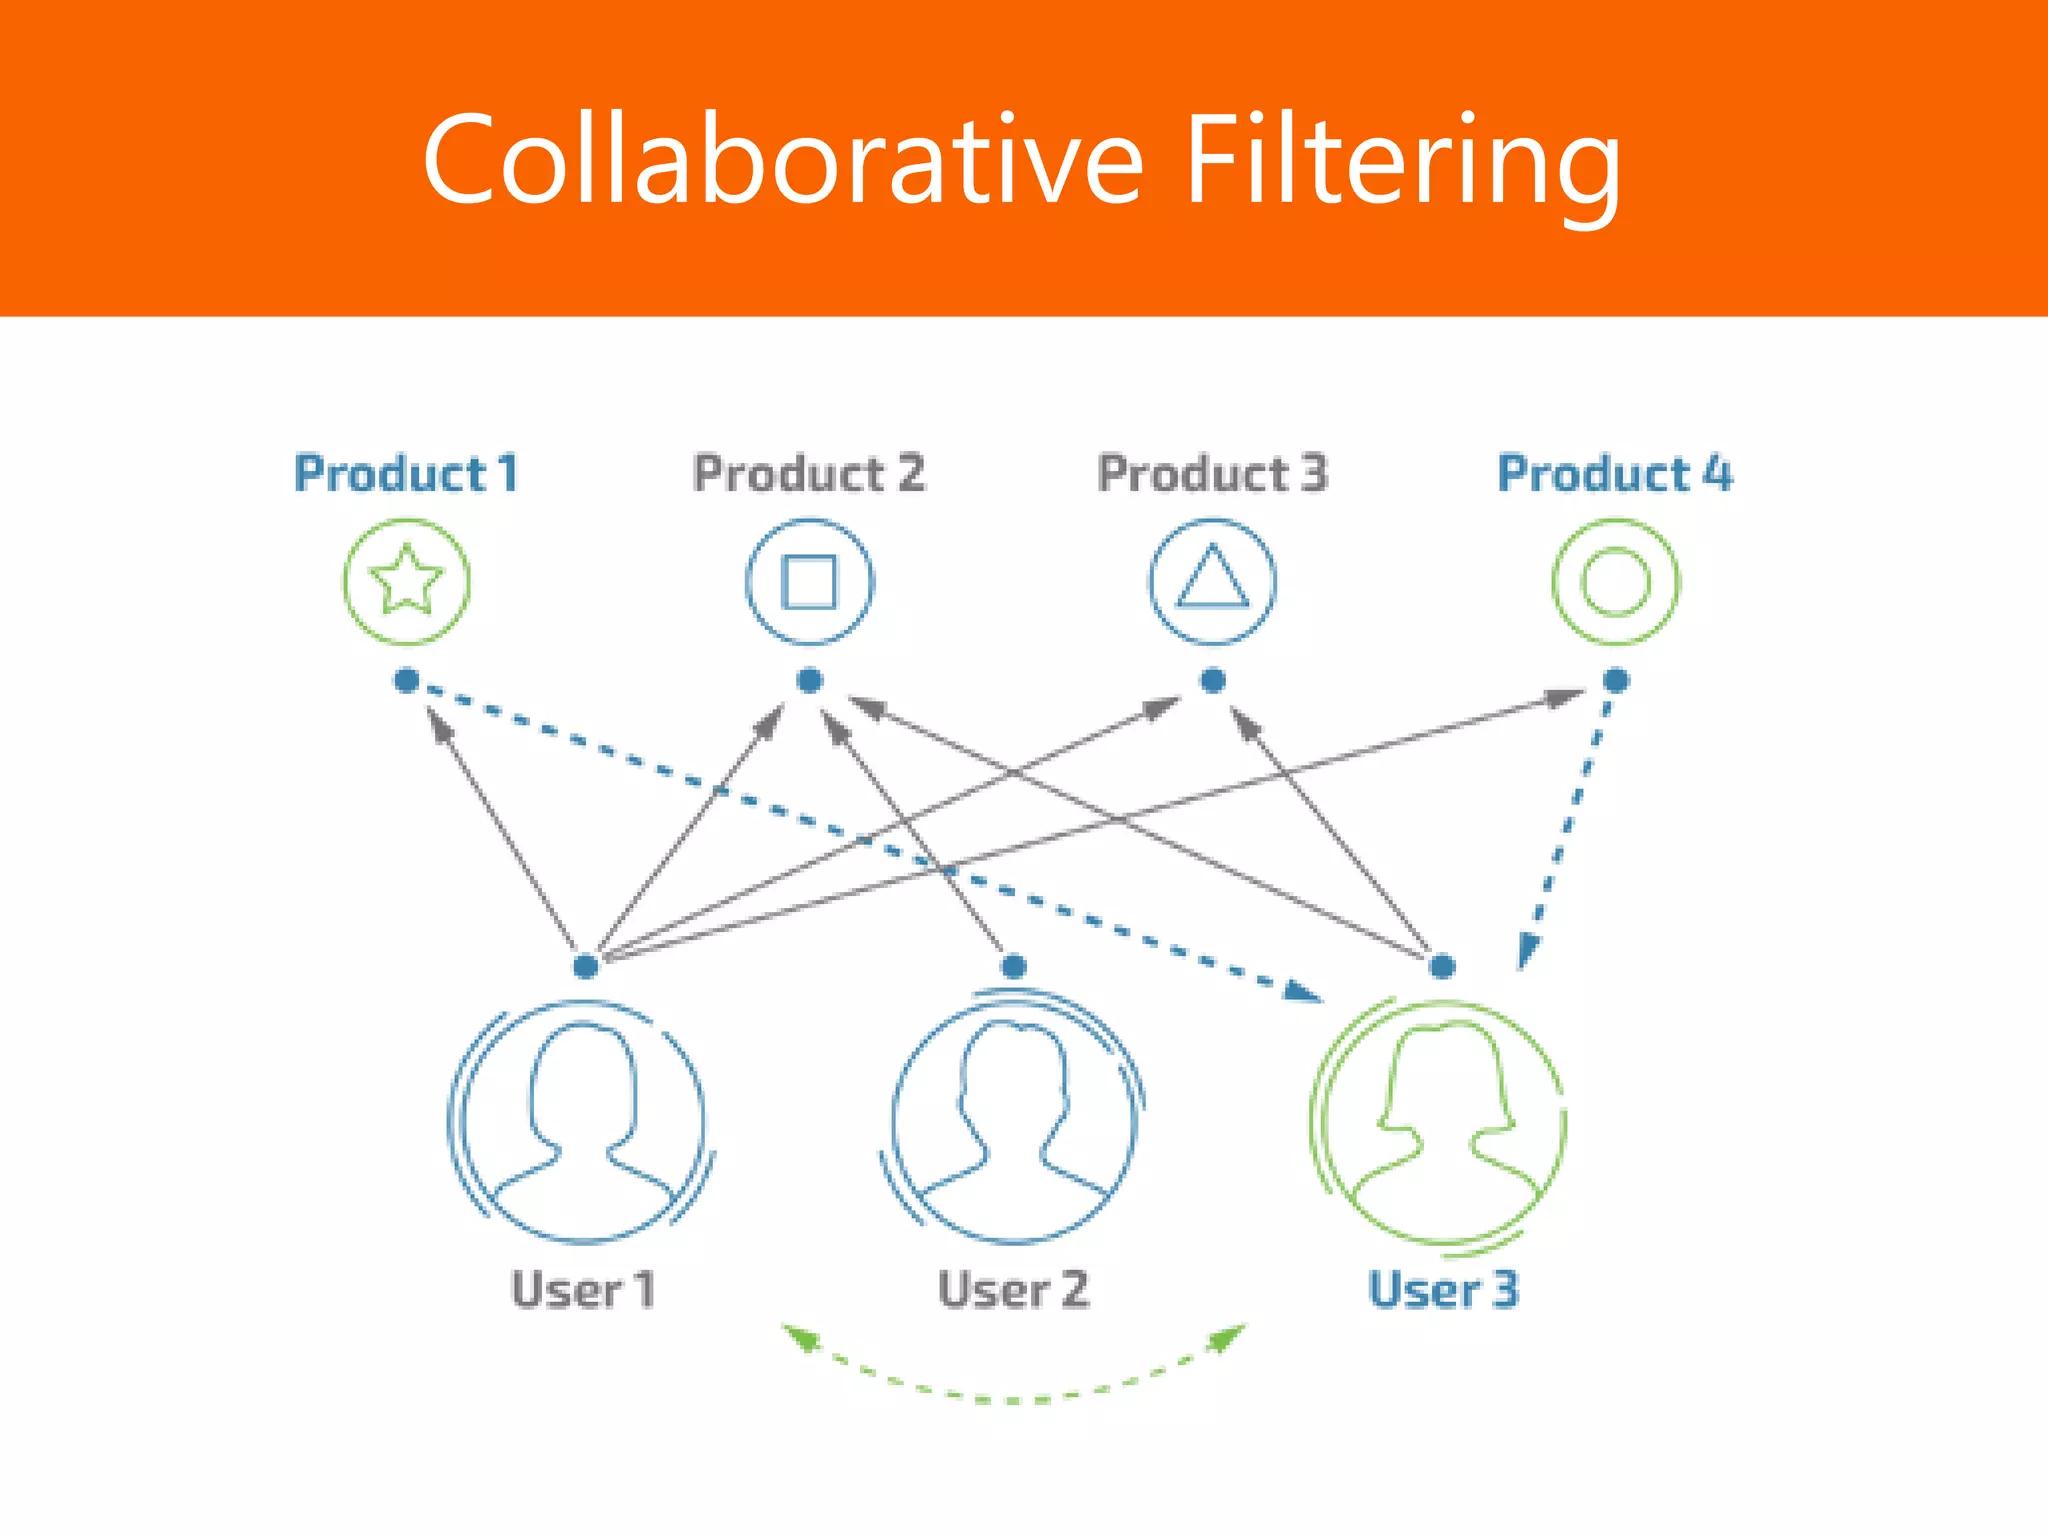 Collaborative Filtering
Product 1
Product 2
Product 3
Product 4
User 1
User 2
User 3